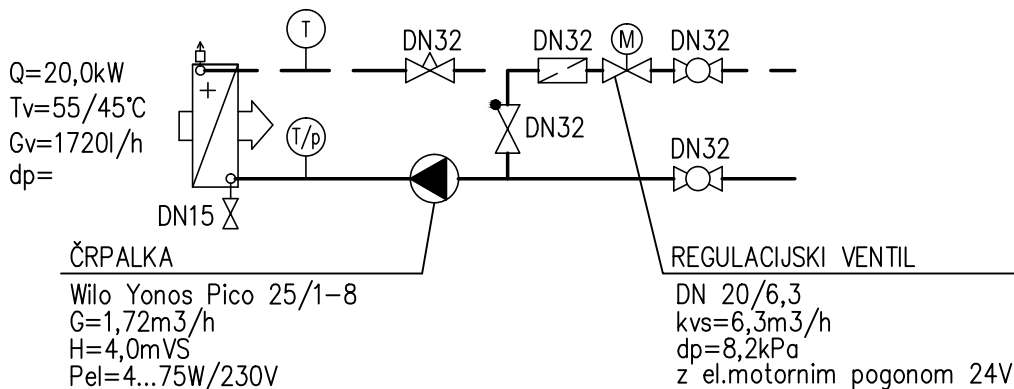 Q=20,0kW
Tv=55/45°C
Gv=1720l/h
dp=
T
DN32
DN32
M
DN32
+
T/p
DN32
DN32
DN15
ČRPALKA
Wilo Yonos Pico 25/1-8
G=1,72m3/h
H=4,0mVS
Pel=4...75W/230V
REGULACIJSKI VENTIL
DN 20/6,3
kvs=6,3m3/h
dp=8,2kPa
z el.motornim pogonom 24V